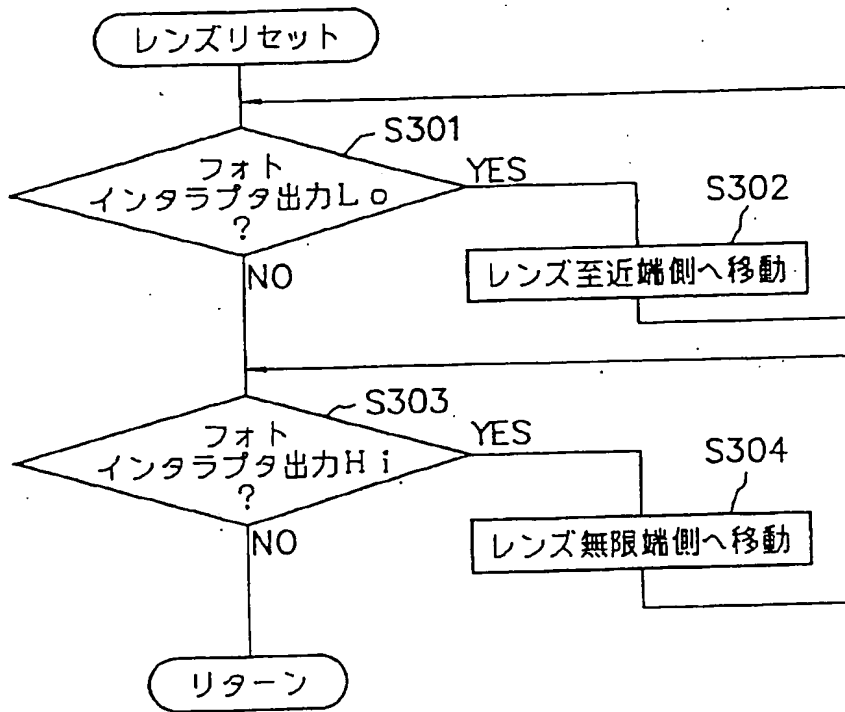 レンズリセット
S301
フォト
インタラプタ出力Lo
?
YES
S302
レンズ至近端側へ移動
NO
S303
フォト
インタラプタ出力Hi
?
YES
S304
レンズ無限端側へ移動
NO
リターン